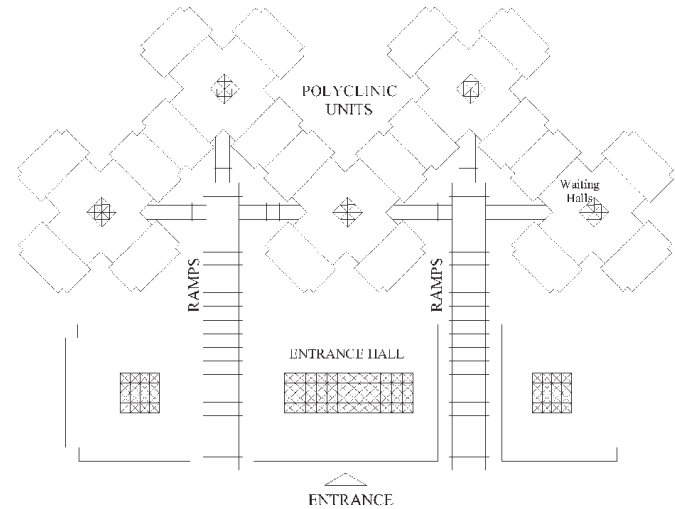 POLYCLINIC
UNITS
Waiting
Halls
RAMPS
RAMPS
ENTRANCE HALL
ENTRANCE